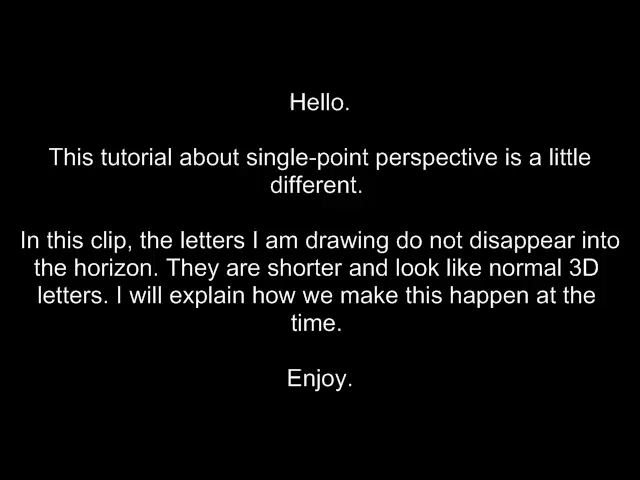 Hello.
This tutorial about single-point perspective is a little
different.
In this clip, the letters I am drawing do not disappear into
the horizon. They are shorter and look like normal 3D
letters. I will explain how we make this happen at the
time.
Enjoy.